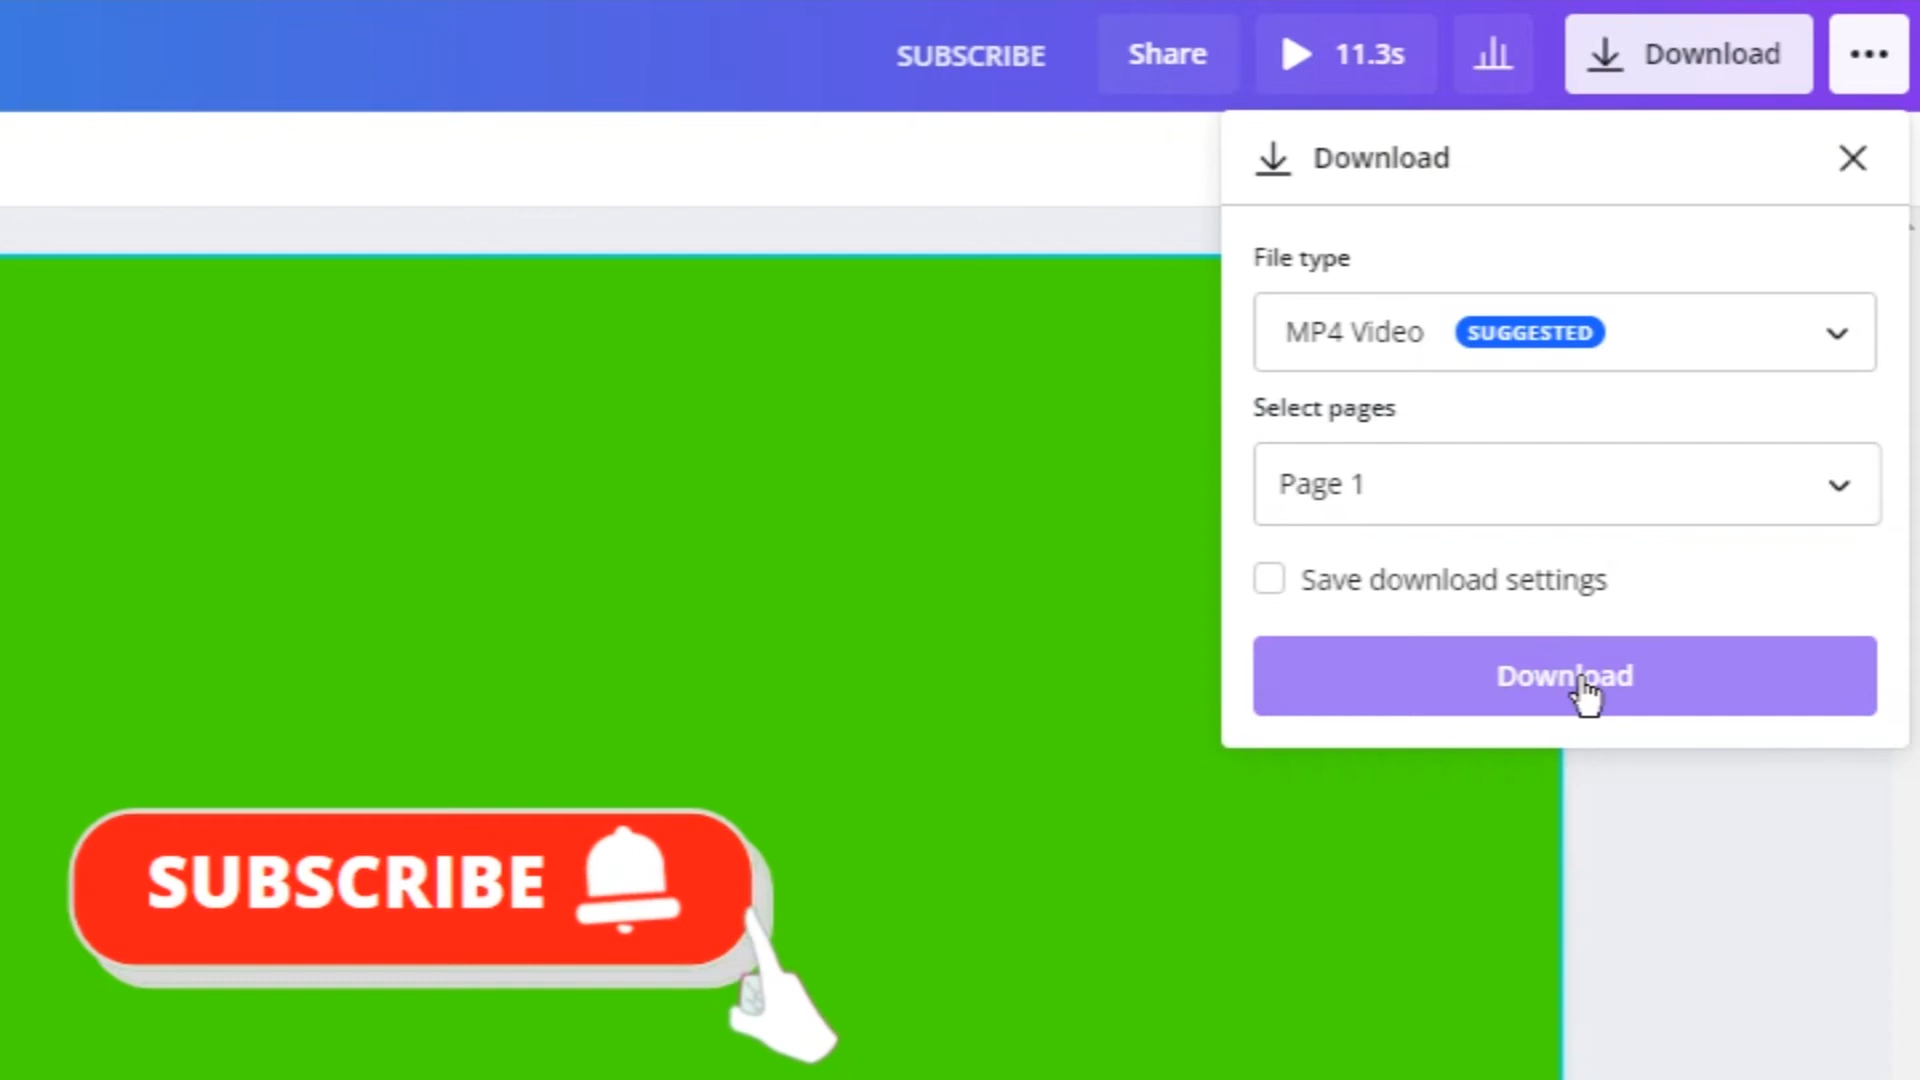 SUBSCRIBE Share 11.3s Download
Download
File type
MP4 Video SUGGESTED
Select pages
Page 1
Save download settings
Download
SUBSCRIBE